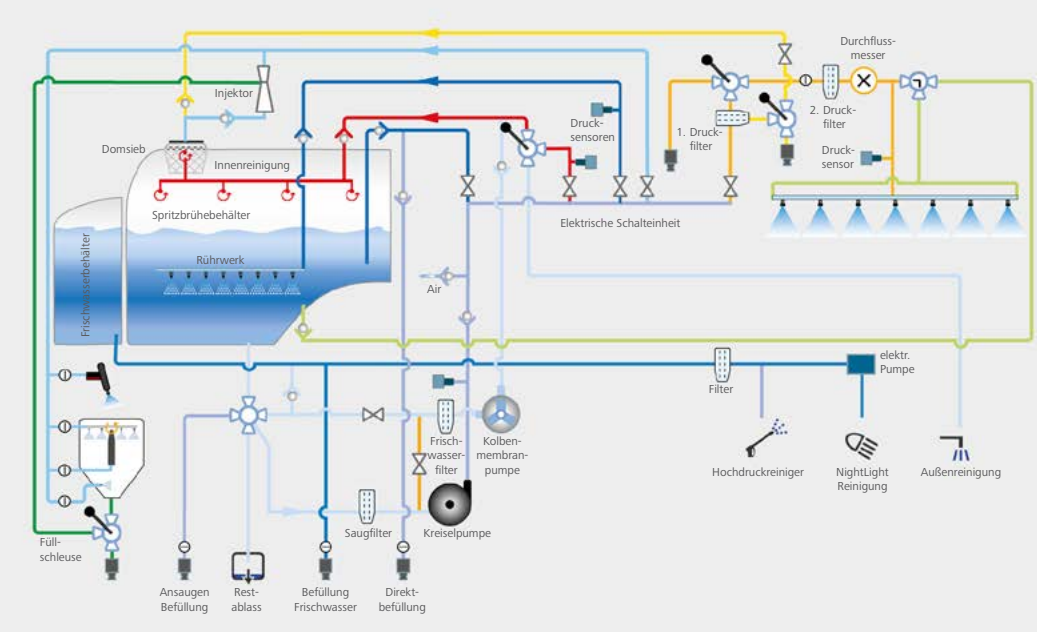 Durchfluss-
messer
Injektor
Druck-
sensoren
1. Druck-
filter
2. Druck-
filter
Domsieb
Innenreinigung
Druck-
sensor
Spritzbrühebehälter
Elektrische Schalteinheit
Frischwasserbehälter
Rührwerk
Air
elektr.
Pumpe
Filter
Frisch-
wasser-
filter
Kolben-
membran-
pumpe
Hochdruckreiniger
NightLight
Reinigung
Außenreinigung
Saugfilter
Kreiselpumpe
Füll-
schleuse
Ansaugen
Befüllung
Rest-
ablass
Befüllung
Frischwasser
Direkt-
befüllung